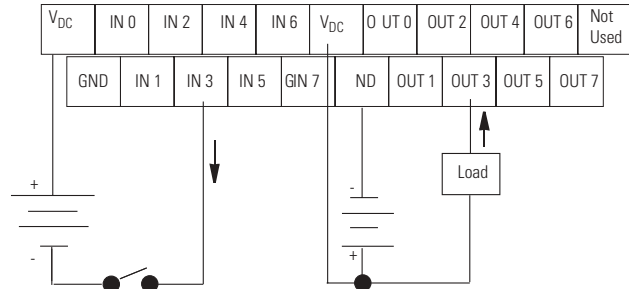 VDC IN 0 IN 2 IN 4 IN 6 VDC O UT 0 OUT 2 OUT 4 OUT 6 Not Used
GND IN 1 IN 3 IN 5 GIN 7 ND OUT 1 OUT 3 OUT 5 OUT 7
Load
+
-
-
+